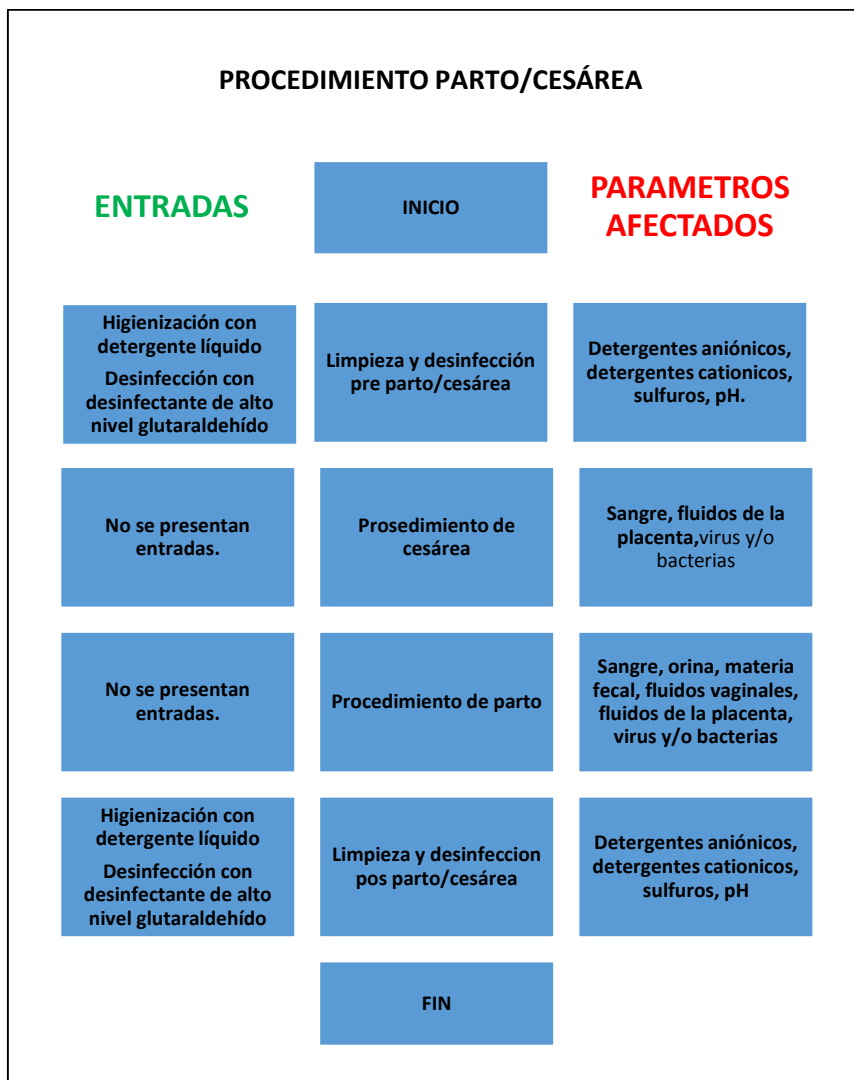 PROCEDIMIENTO PARTO/CESÁREA
ENTRADAS
INICIO
PARAMETROS
AFECTADOS
Higienización con
detergente líquido
Desinfección con
desinfectante de alto
nivel glutaraldehído
Limpieza y desinfección
pre parto/cesárea
Detergentes aniónicos,
detergentes cationicos,
sulfuros, pH.
No se presentan
entradas.
Prosedimiento de
cesárea
Sangre, fluidos de la
placenta,virus y/o
bacterias
No se presentan
entradas.
Procedimiento de parto
Sangre, orina, materia
fecal, fluidos vaginales,
fluidos de la placenta,
virus y/o bacterias
Higienización con
detergente líquido
Desinfección con
desinfectante de alto
nivel glutaraldehído
Limpieza y desinfeccion
pos parto/cesárea
Detergentes aniónicos,
detergentes cationicos,
sulfuros, pH
FIN